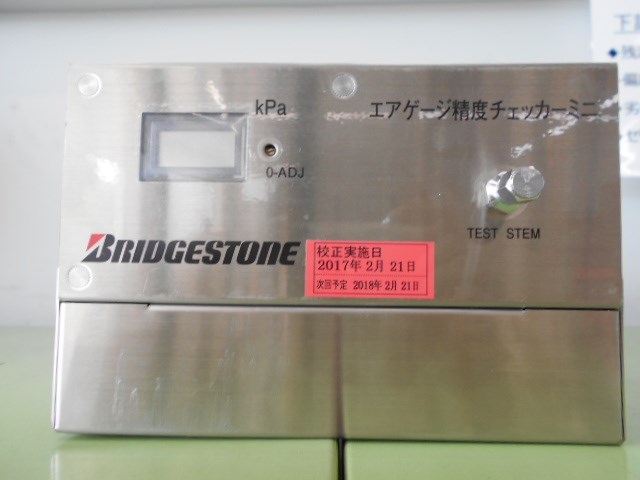 kPa
エアゲージ精度チェッカーミニ
0-ADJ
TEST STEM
BRIDGESTONE
校正実施日
2017年 2月 21日
次回予定 2018年 2月 21日